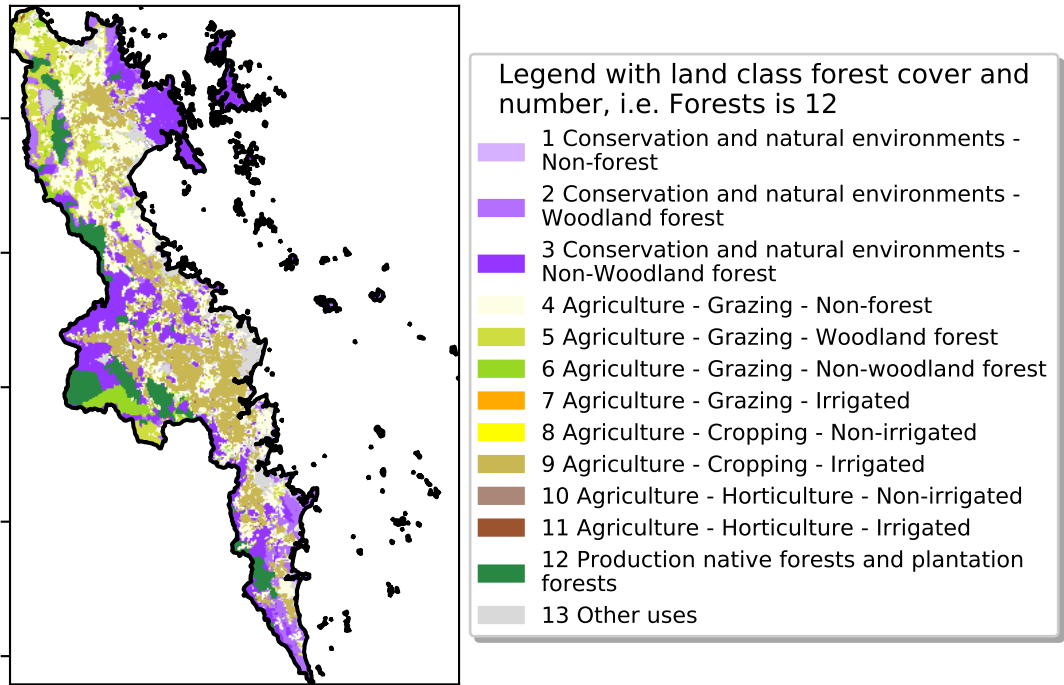 Legend with land class forest cover and
number, i.e. Forests is 12
1 Conservation and natural environments -
Non-forest
2 Conservation and natural environments -
Woodland forest
3 Conservation and natural environments -
Non-Woodland forest
4 Agriculture - Grazing - Non-forest
5 Agriculture - Grazing - Woodland forest
6 Agriculture - Grazing - Non-woodland forest
7 Agriculture - Grazing - Irrigated
8 Agriculture - Cropping - Non-irrigated
9 Agriculture - Cropping - Irrigated
10 Agriculture - Horticulture - Non-irrigated
11 Agriculture - Horticulture - Irrigated
12 Production native forests and plantation
forests
13 Other uses